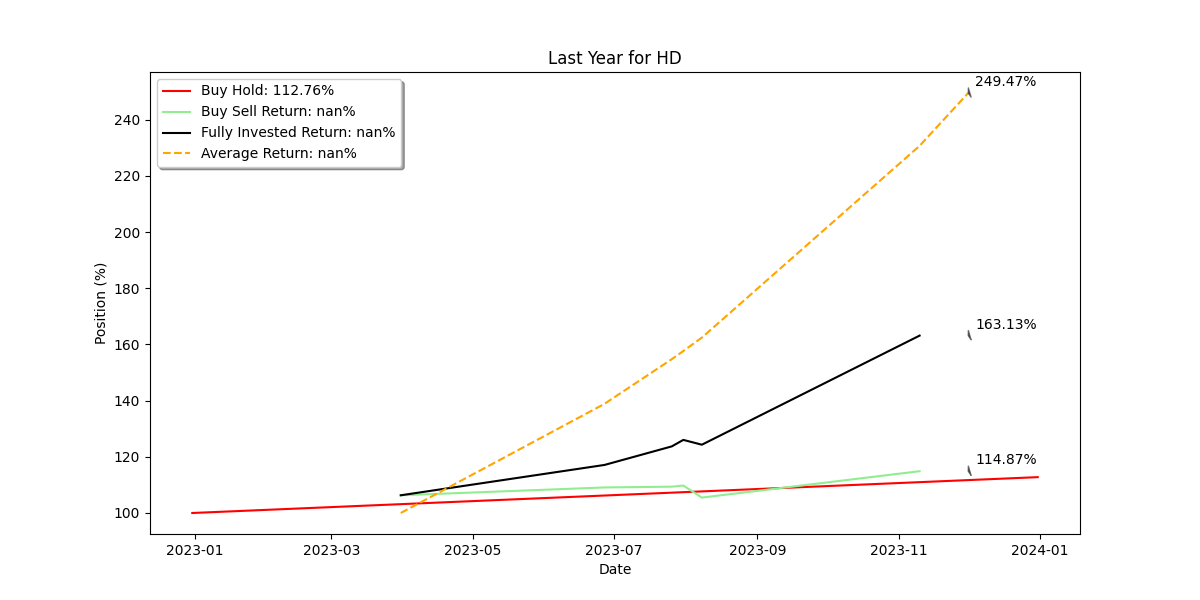 Last Year for HD
249.47%
Buy Hold: 112.76%
Buy Sell Return: nan%
Fully Invested Return: nan%
Average Return: nan%
163.13%
114.87%
Position (%)
240
220
200
180
160
140
120
100
2023-01
2023-03
2023-05
2023-07
2023-09
2023-11
2024-01
Date